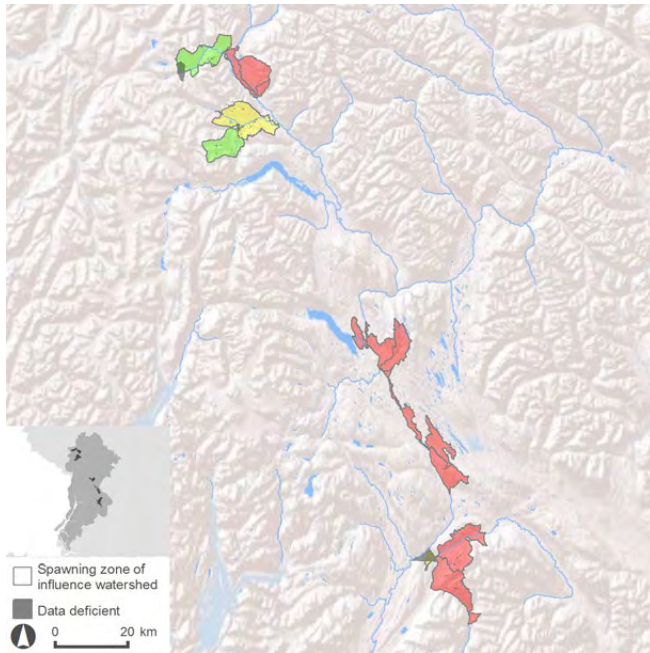 Spawning zone of
influence watershed
Data deficient
0 20 km